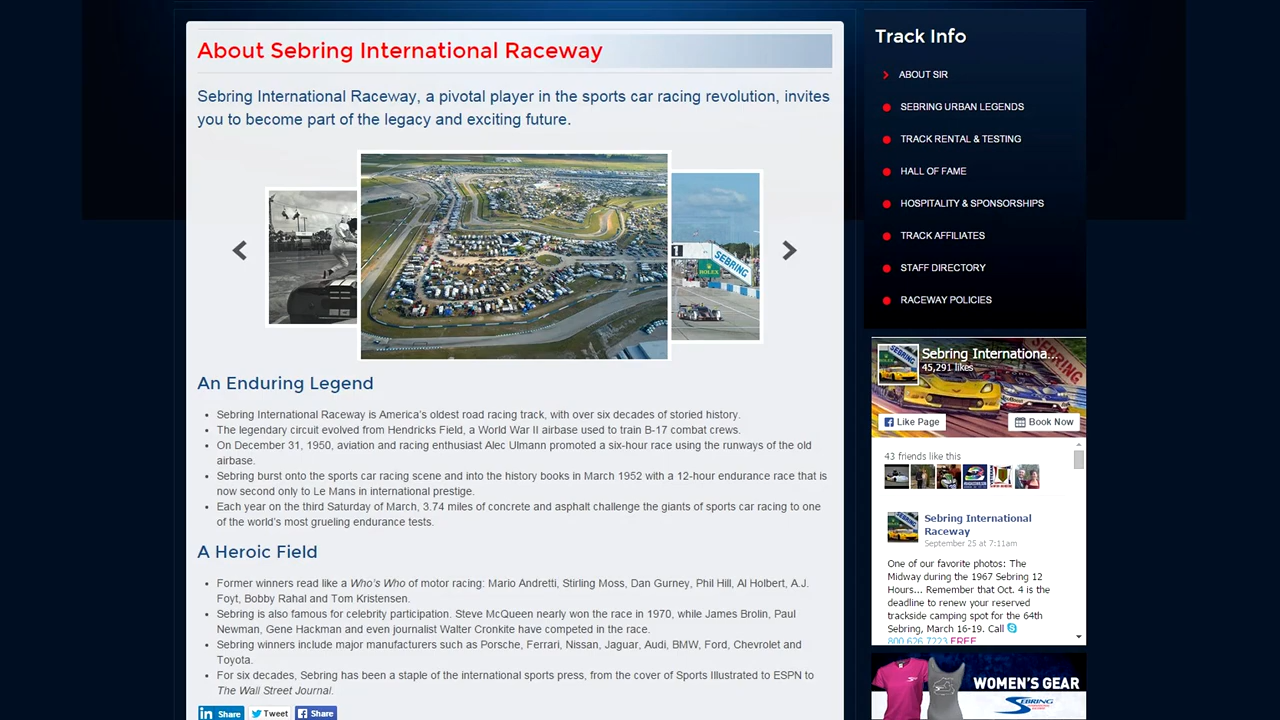 About Sebring International Raceway
Sebring International Raceway, a pivotal player in the sports car racing revolution, invites
you to become part of the legacy and exciting future.
1
ROLEX
SEBRING
An Enduring Legend
Sebring International Raceway is America's oldest road racing track, with over six decades of storied history.
The legendary circuit evolved from Hendricks Field, a World War II airbase used to train B-17 combat crews.
On December 31, 1950, aviation and racing enthusiast Alec Ulmann promoted a six-hour race using the runways of the old
airbase.
Sebring burst onto the sports car racing scene and into the history books in March 1952 with a 12-hour endurance race that is
now second only to Le Mans in international prestige.
Each year on the third Saturday of March, 3.74 miles of concrete and asphalt challenge the giants of sports car racing to one
of the world's most grueling endurance tests.
A Heroic Field
Former winners read like a Who's Who of motor racing: Mario Andretti, Stirling Moss, Dan Gurney, Phil Hill, Al Holbert, A.J.
Foyt, Bobby Rahal and Tom Kristensen.
Sebring is also famous for celebrity participation. Steve McQueen nearly won the race in 1970, while James Brolin, Paul
Newman, Gene Hackman and even journalist Walter Cronkite have competed in the race.
Sebring winners include major manufacturers such as Porsche, Ferrari, Nissan, Jaguar, Audi, BMW, Ford, Chevrolet and
Toyota.
For six decades, Sebring has been a staple of the international sports press, from the cover of Sports Illustrated to ESPN to
The Wall Street Journal.
in Share
Tweet
Share
Track Info
ABOUT SIR
SEBRING URBAN LEGENDS
TRACK RENTAL & TESTING
HALL OF FAME
HOSPITALITY & SPONSORSHIPS
TRACK AFFILIATES
STAFF DIRECTORY
RACEWAY POLICIES
SEBRING
Sebring Internationa...
45,291 likes
Like Page
Book Now
43 friends like this
Sebring International
Raceway
September 25 at 7:11am
One of our favorite photos: The
Midway during the 1967 Sebring 12
Hours... Remember that Oct. 4 is the
deadline to renew your reserved
trackside camping spot for the 64th
Sebring, March 16-19. Call
800.626.7223 FREE
WOMEN'S GEAR
SEBRING